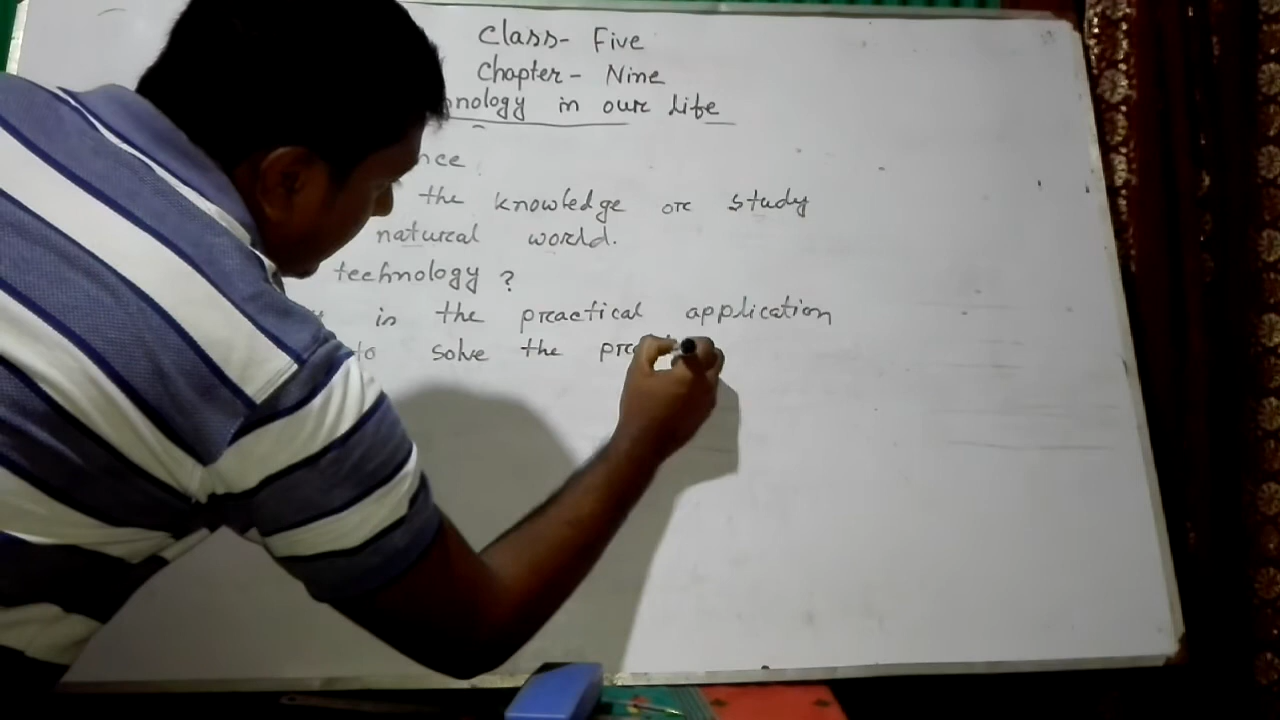 Class- Five
Chapter- Nine
nology in our Life
nce
the knowledge or study
natural world.
technology?
is the practical application
to solve the